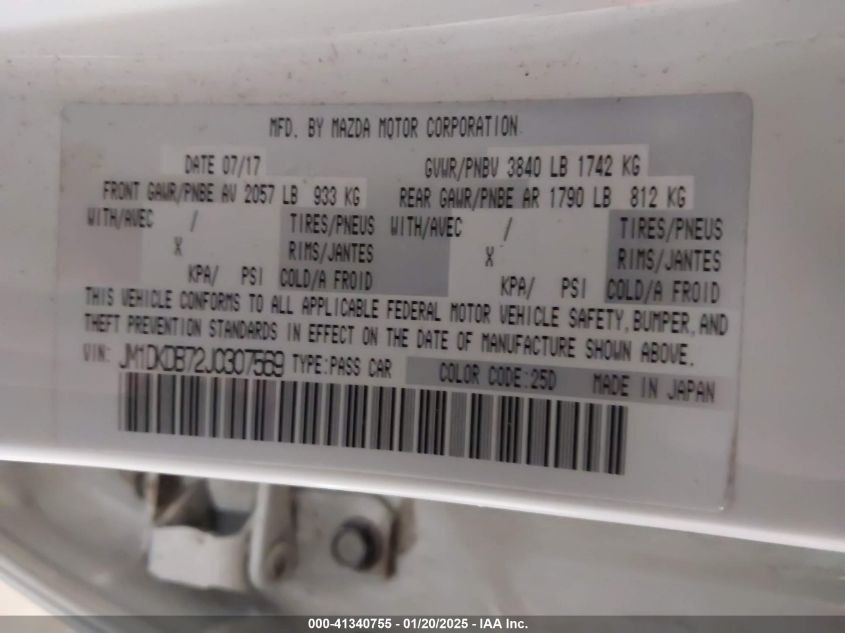 MFD. BY MAZDA MOTOR CORPORATION
DATE 07/17 GVWR/PNBV 3840 LB 1742 KG
FRONT GAWR/PNBE AV 2057 LB 933 KG REAR GAWR/PNBE AR 1790 LB 812 KG
WITH/AVEC / TIRES/PNEUS WITH/AVEC / TIRES/PNEUS
X RIMS/JANTES X RIMS/JANTES
KPA/ PSI COLD/A FROID KPA/ PSI COLD/A FROID
THIS VEHICLE CONFORMS TO ALL APPLICABLE FEDERAL MOTOR VEHICLE SAFETY, BUMPER, AND
THEFT PREVENTION STANDARDS IN EFFECT ON THE DATE OF MANUFACTURE SHOWN ABOVE.
VIN: JM1DKDB72J0307569 TYPE:PASS CAR COLOR CODE:25D MADE IN JAPAN
000-41340755 - 01/20/2025 - IAA Inc.